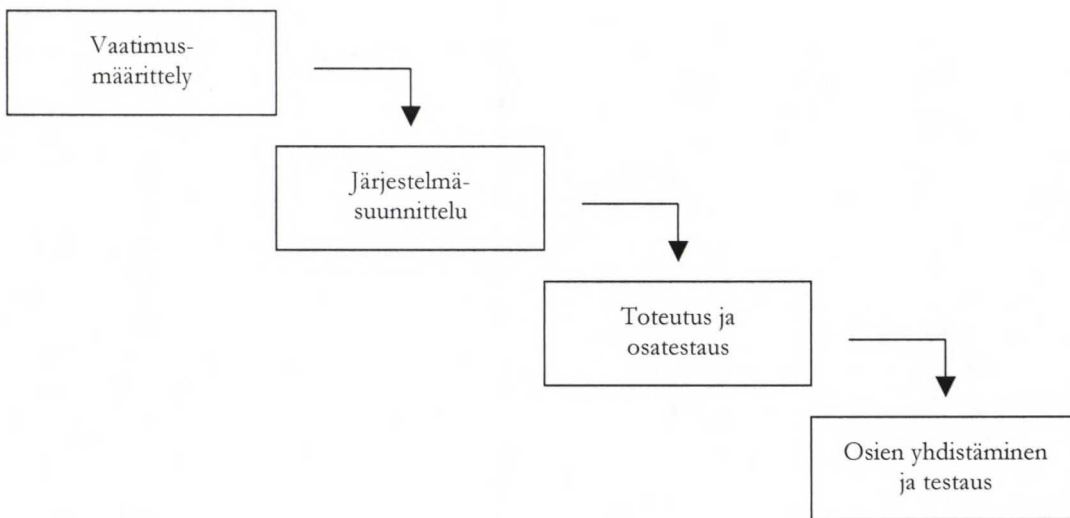 Vaatimus-
määrittely
Järjestelmä-
suunnittelu
Toteutus ja
osatestaus
Osien yhdistäminen
ja testaus